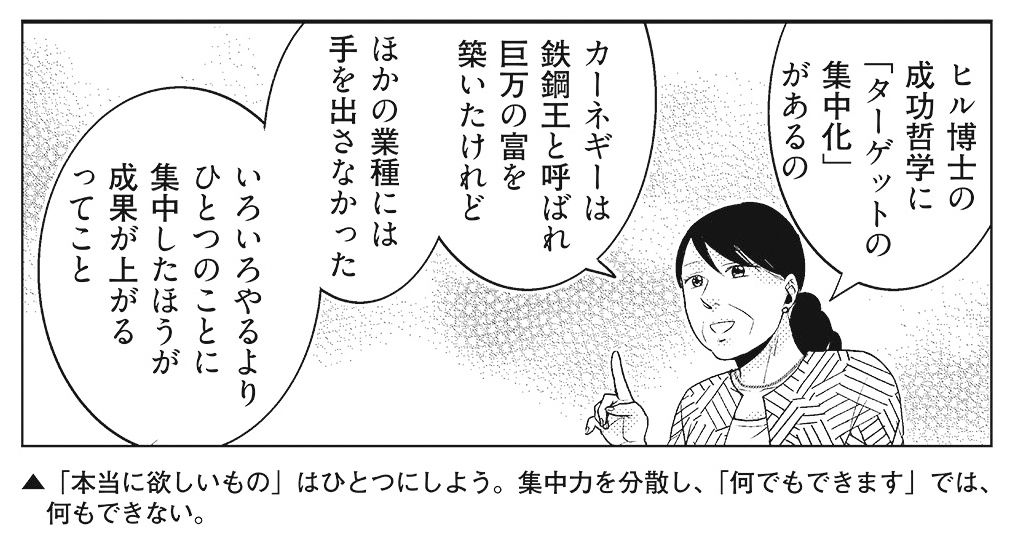 ヒル博士の
成功哲学に
「ターゲットの
集中化」
があるの
カーネギーは
鉄鋼王と呼ばれ
巨万の富を
築いたけれど
ほかの業種には
手を出さなかった
いろいろやるより
ひとつのことに
集中したほうが
成果が上がる
ってこと
▲「本当に欲しいもの」はひとつにしよう。集中力を分散し、「何でもできます」では、
何もできない。